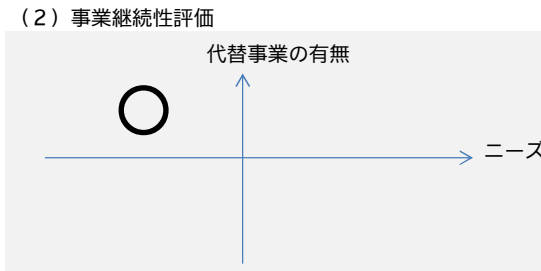 （２）事業継続性評価
代替事業の有無
ニーズ